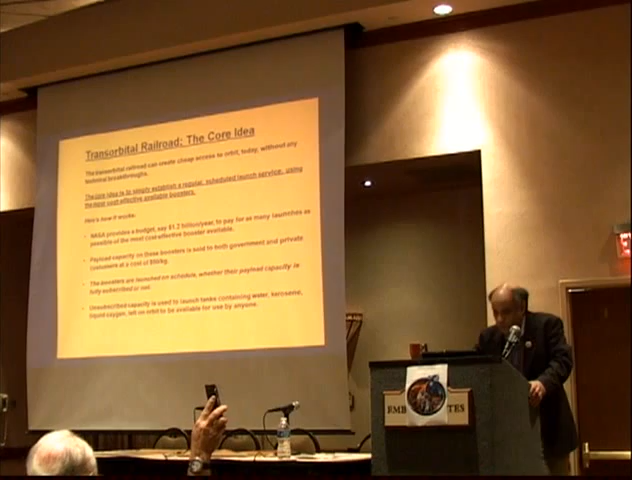 Transorbital Railroad: The Core Idea
The transorbital railroad can create cheap access to orbit, today, without any
technical breakthroughs.
The core idea is to simply establish a regular, scheduled launch service, using
the most cost-effective available boosters.
Here's how it works:
• NASA provides a budget, say $1.2 billion/year, to pay for as many launches as
possible of the most cost-effective booster available.
• Payload capacity on these boosters is sold to both government and private
customers at a cost of
• The boosters are launched on schedule, whether their payload capacity is
fully subscribed or not.
• Unsubscribed capacity is used to launch tanks containing water, kerosene,
liquid oxygen, left on orbit to be available for use by anyone.
EMB TES